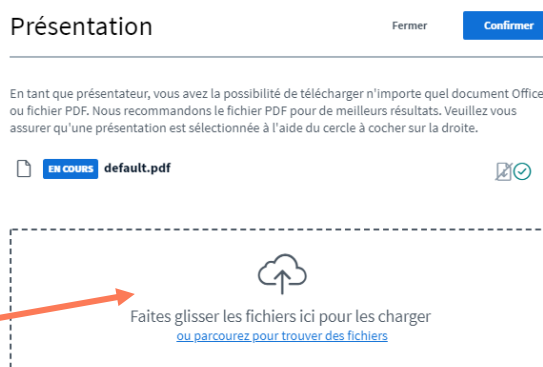 Présentation Fermer Confirmer
En tant que présentateur, vous avez la possibilité de télécharger n'importe quel document Office
ou fichier PDF. Nous recommandons le fichier PDF pour de meilleurs résultats. Veuillez vous
assurer qu'une présentation est sélectionnée à l'aide du cercle à cocher sur la droite.
EN COURS default.pdf
Faites glisser les fichiers ici pour les charger
ou parcourez pour trouver des fichiers